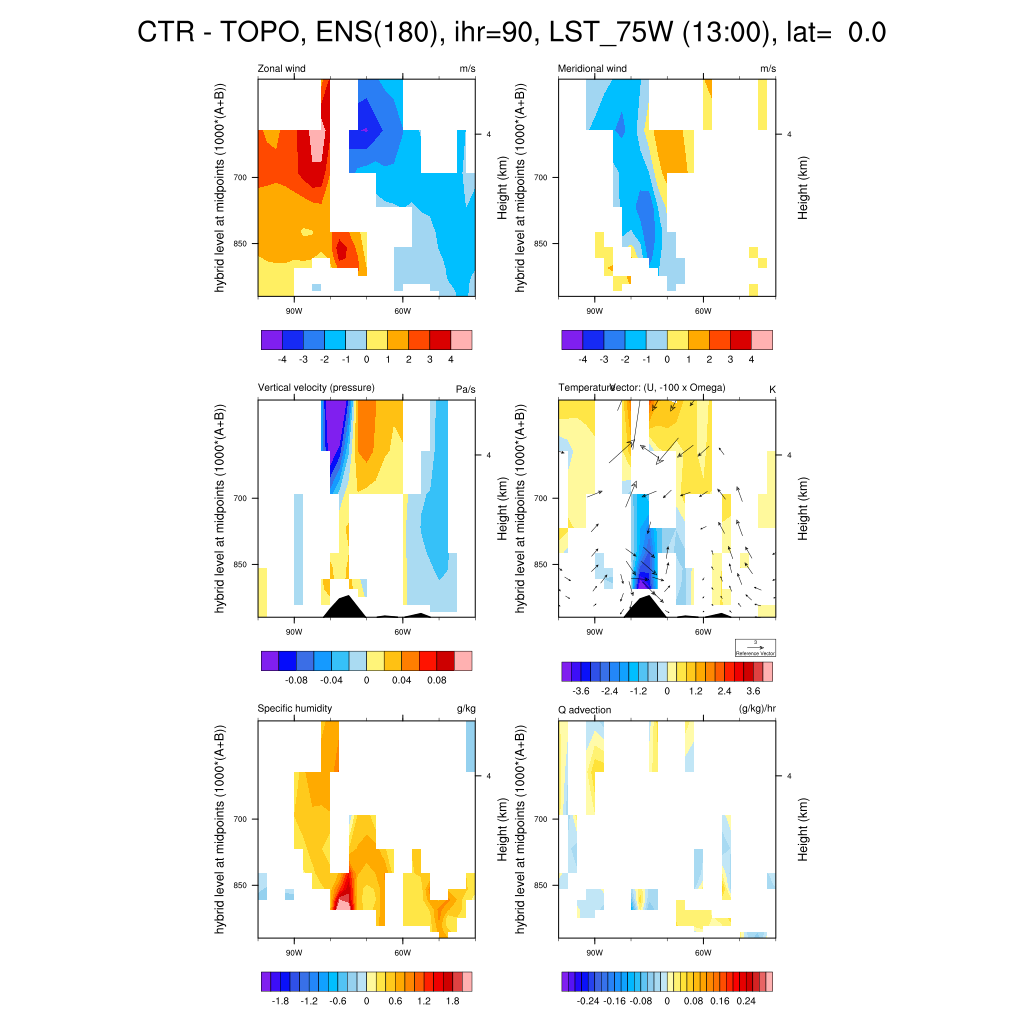 CTR - TOPO, ENS(180), ihr=90, LST_75W (13:00), lat=  0.0
Zonal wind m/s
hybrid level at midpoints (1000*(A+B))
700
850
4
Height (km)
90W 60W
-4 -3 -2 -1 0 1 2 3 4
Meridional wind m/s
hybrid level at midpoints (1000*(A+B))
700
850
4
Height (km)
90W 60W
-4 -3 -2 -1 0 1 2 3 4
Vertical velocity (pressure) Pa/s
hybrid level at midpoints (1000*(A+B))
700
850
4
Height (km)
90W 60W
-0.08 -0.04 0 0.04 0.08
Temperature Vector: (U, -100 x Omega) K
hybrid level at midpoints (1000*(A+B))
700
850
4
Height (km)
90W 60W
3
Reference Vector
-3.6 -2.4 -1.2 0 1.2 2.4 3.6
Specific humidity g/kg
hybrid level at midpoints (1000*(A+B))
700
850
4
Height (km)
90W 60W
-1.8 -1.2 -0.6 0 0.6 1.2 1.8
Q advection (g/kg)/hr
hybrid level at midpoints (1000*(A+B))
700
850
4
Height (km)
90W 60W
-0.24 -0.16 -0.08 0 0.08 0.16 0.24